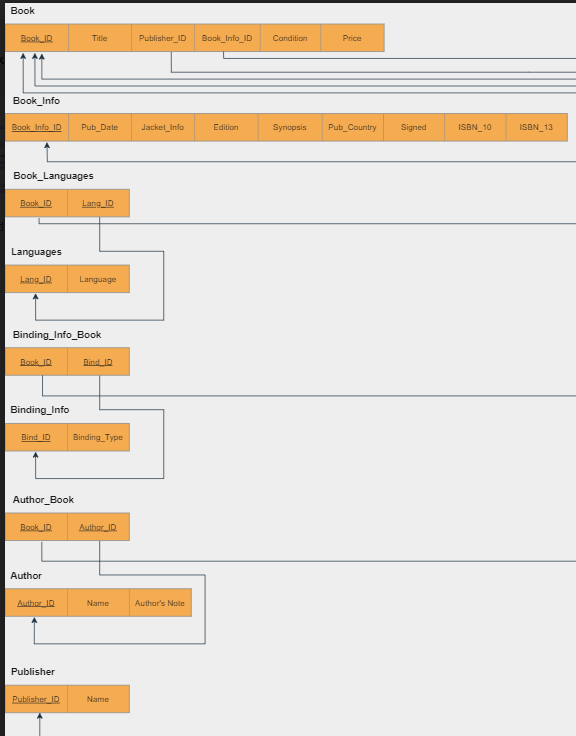 Book
Book_ID Title Publisher_ID Book_Info_ID Condition Price
Book_Info
Book_Info_ID Pub_Date Jacket_Info Edition Synopsis Pub_Country Signed ISBN_10 ISBN_13
Book_Languages
Book_ID Lang_ID
Languages
Lang_ID Language
Binding_Info_Book
Book_ID Bind_ID
Binding_Info
Bind_ID Binding_Type
Author_Book
Book_ID Author_ID
Author
Author_ID Name Author's Note
Publisher
Publisher_ID Name